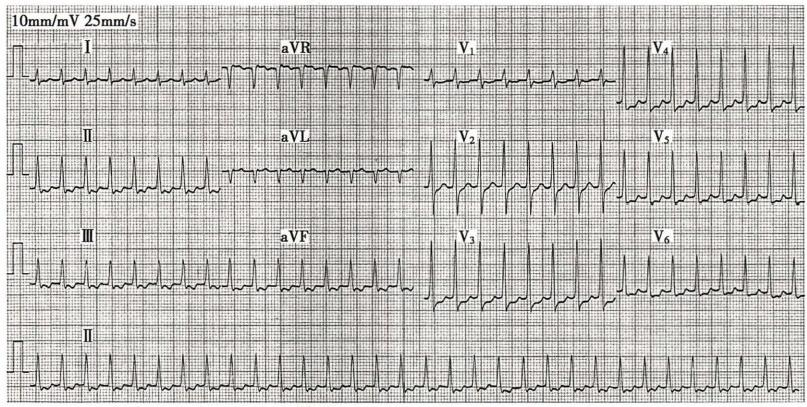 10mm/mV 25mm/s
I aVR V₁ V₄
II aVL V₂ V₅
III aVF V₃ V₆
II